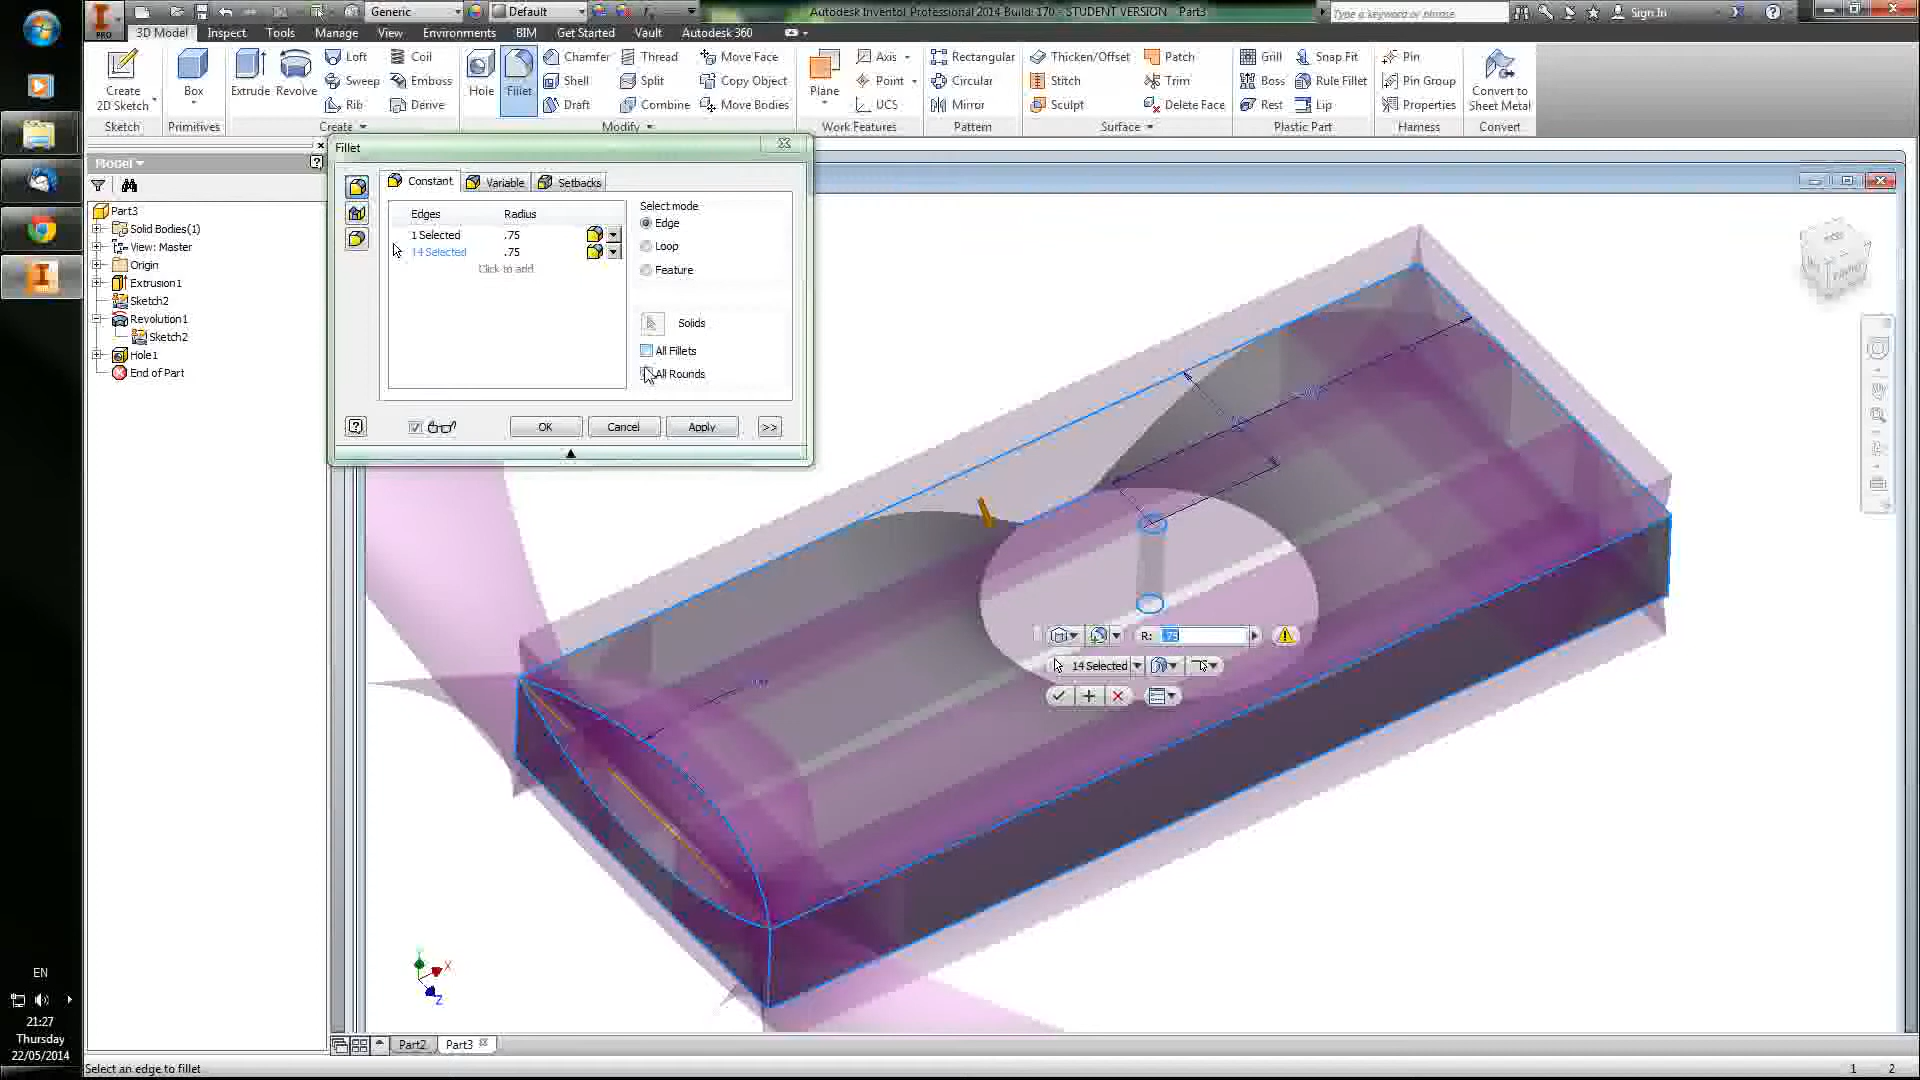 Generic
Default
Autodesk Inventor Professional 2014 Build: 170 - STUDENT VERSION Part3
Type a keyword or phrase
Sign In
PRO
3D Model Inspect Tools Manage View Environments BIM Get Started Vault Autodesk 360
Create
2D Sketch
Sketch
Box
Primitives
Extrude
Revolve
Loft
Sweep
Rib
Coil
Emboss
Derive
Create
Hole
Fillet
Chamfer
Shell
Draft
Thread
Split
Combine
Move Face
Copy Object
Move Bodies
Modify
Plane
Axis
Point
UCS
Work Features
Rectangular
Circular
Mirror
Pattern
Thicken/Offset
Stitch
Sculpt
Patch
Trim
Delete Face
Surface
Grill
Boss
Rest
Snap Fit
Rule Fillet
Lip
Plastic Part
Pin
Pin Group
Properties
Harness
Convert to
Sheet Metal
Convert
Model
Part3
Solid Bodies(1)
View: Master
Origin
Extrusion1
Sketch2
Revolution1
Sketch2
Hole1
End of Part
Fillet
Constant Variable Setbacks
Edges Radius
1 Selected .75
14 Selected .75
Click to add
Select mode
Edge
Loop
Feature
Solids
All Fillets
All Rounds
OK Cancel Apply >>
R: .75
14 Selected
X
Z
Part2 Part3
EN
21:27
Thursday
22/05/2014
Select an edge to fillet
1 2